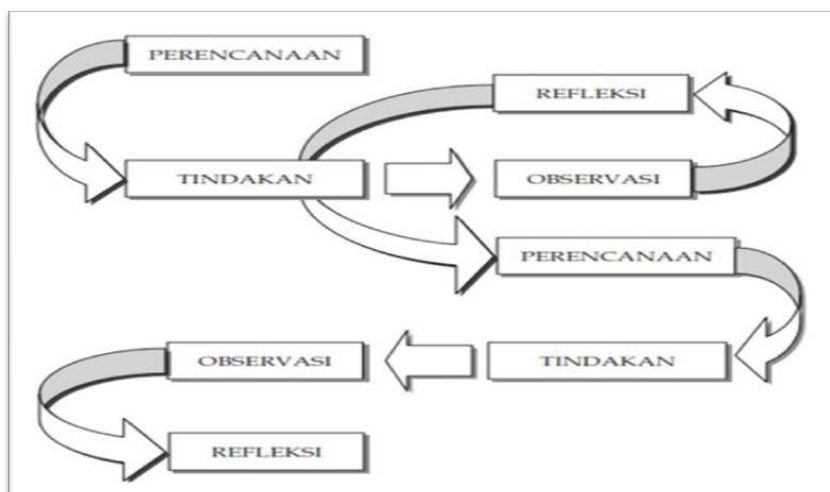 PERENCANAAN
TINDAKAN
OBSERVASI
REFLEKSI
PERENCANAAN
TINDAKAN
OBSERVASI
REFLEKSI